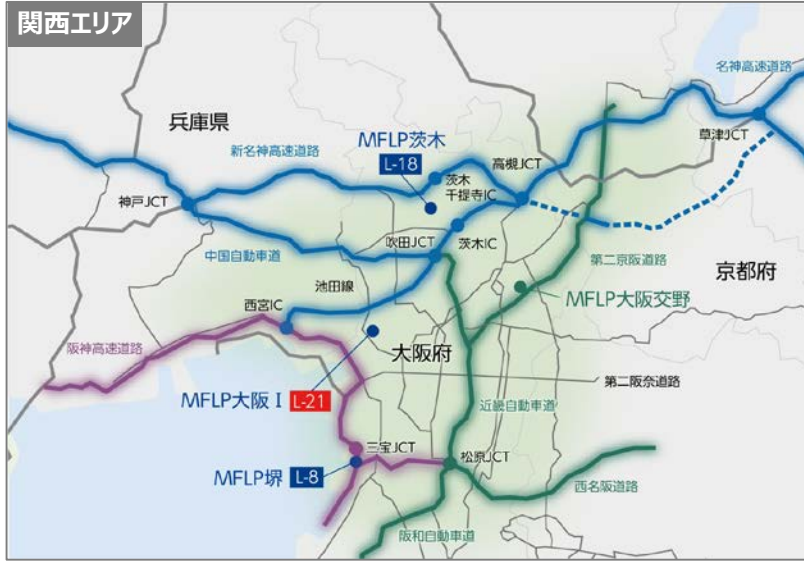 関西エリア
名神高速道路
兵庫県
MFLP茨木
L-18
草津JCT
新名神高速道路
高槻JCT
茨木
千提寺IC
神戸JCT
吹田JCT
茨木IC
中国自動車道
第二京阪道路
京都府
池田線
西宮IC
MFLP大阪交野
阪神高速道路
大阪府
第二阪奈道路
MFLP大阪Ⅰ L-21
近畿自動車道
三宝JCT
松原JCT
MFLP堺 L-8
西名阪道路
阪和自動車道